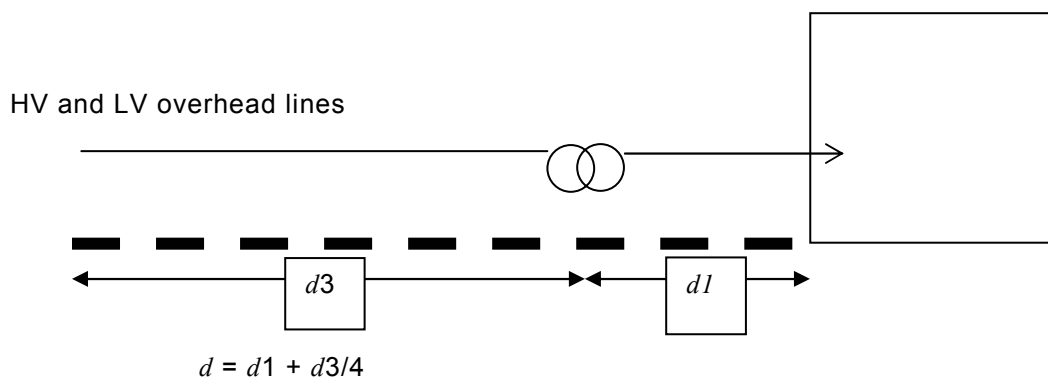 HV and LV overhead lines
d3
d1
d = d1 + d3/4